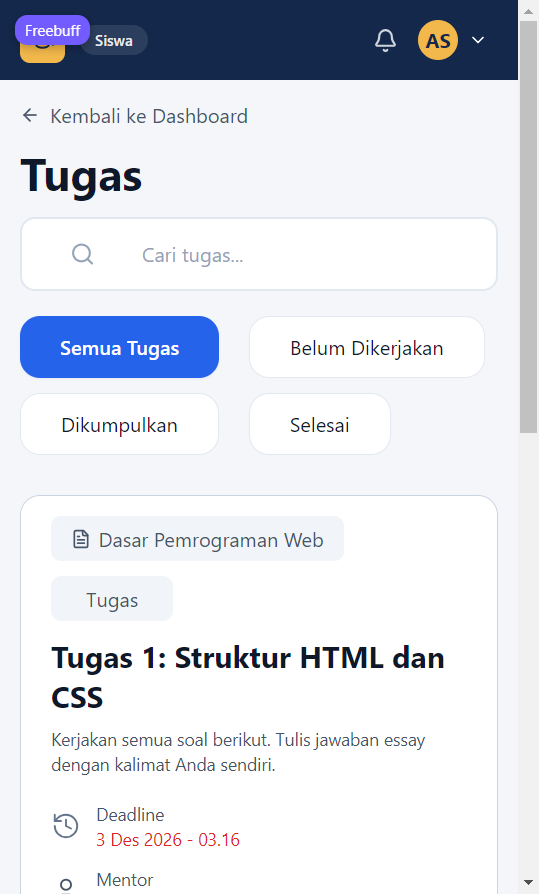 Freebuff
Siswa
AS
Kembali ke Dashboard
Tugas
Cari tugas...
Semua Tugas
Belum Dikerjakan
Dikumpulkan
Selesai
Dasar Pemrograman Web
Tugas
Tugas 1: Struktur HTML dan
CSS
Kerjakan semua soal berikut. Tulis jawaban essay
dengan kalimat Anda sendiri.
Deadline
3 Des 2026 - 03.16
Mentor